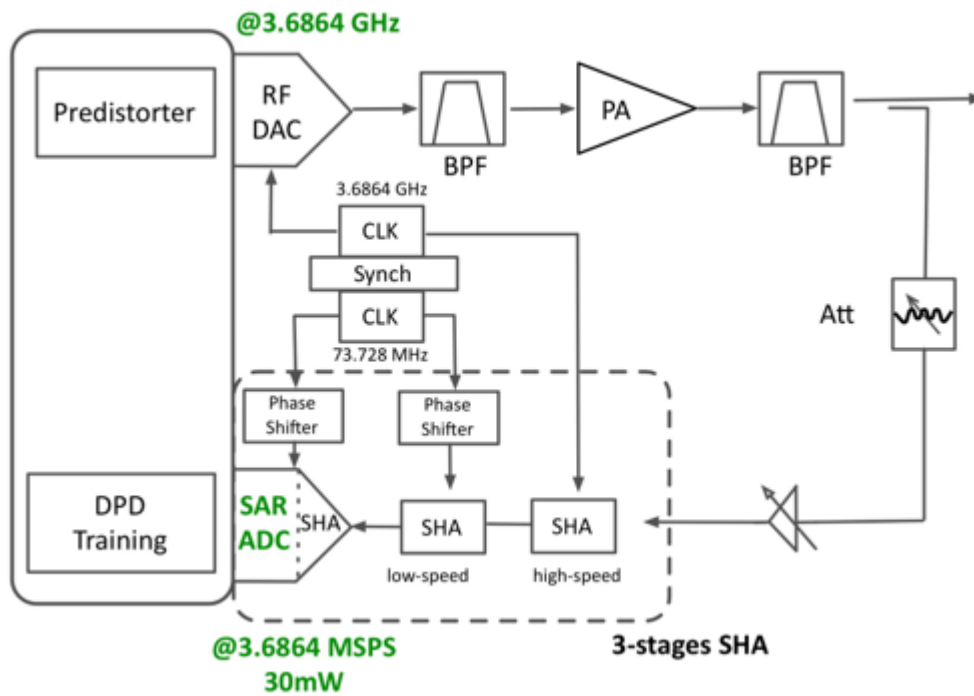 @3.6864 GHz
Predistorter
RF
DAC
BPF
PA
BPF
3.6864 GHz
CLK
Synch
CLK
73.728 MHz
Att
Phase
Shifter
Phase
Shifter
DPD
Training
SAR
ADC
SHA
SHA
SHA
low-speed
high-speed
@3.6864 MSPS
30mW
3-stages SHA